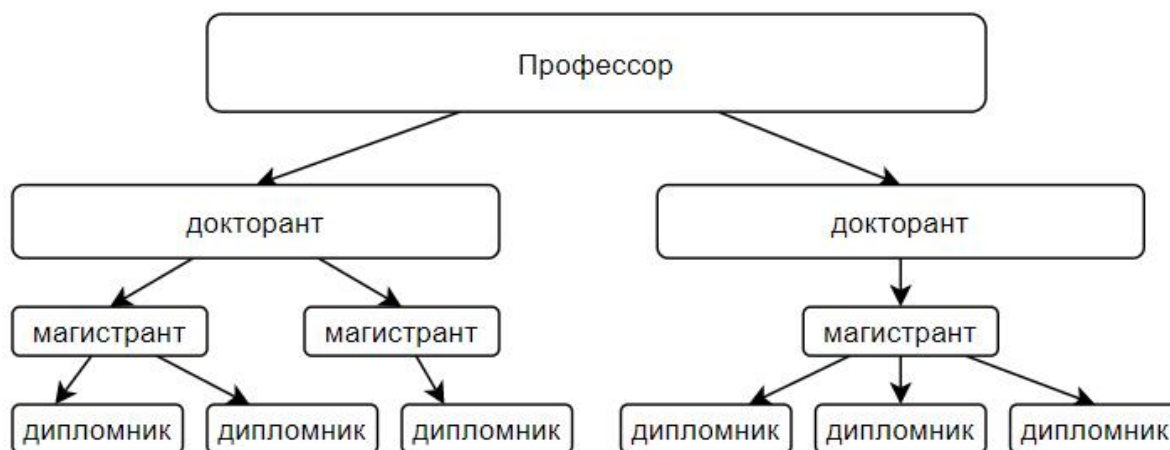 Профессор
докторант
докторант
магистрант
магистрант
магистрант
дипломник
дипломник
дипломник
дипломник
дипломник
дипломник